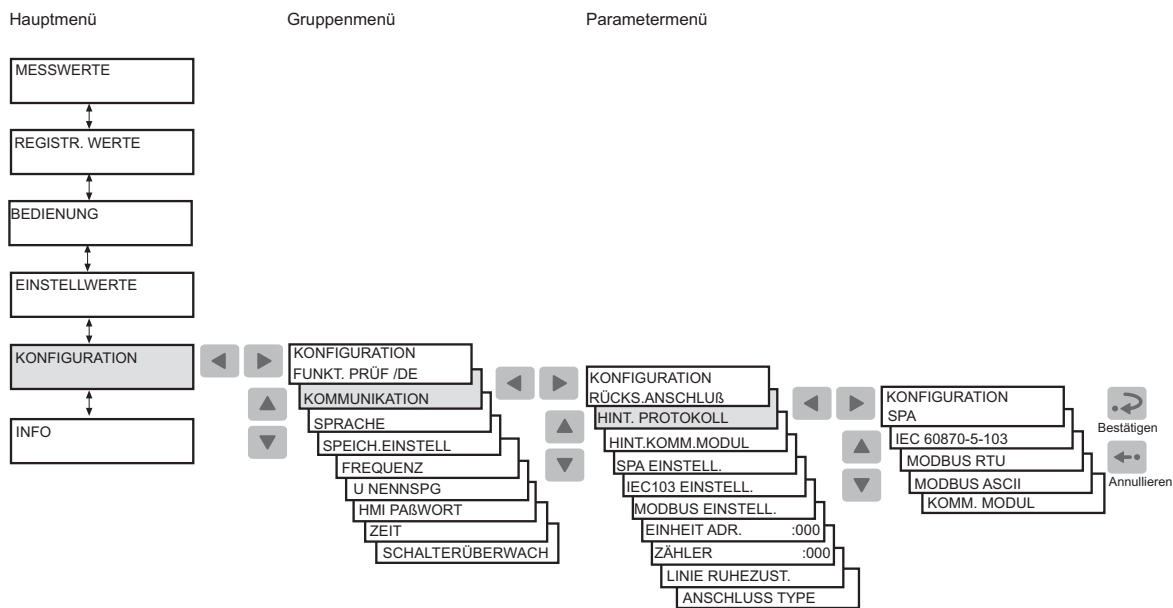 Hauptmenü
Gruppenmenü
Parametermenü
MESSWERTE
REGISTR. WERTE
BEDIENUNG
EINSTELLWERTE
KONFIGURATION
INFO
KONFIGURATION
FUNKT. PRÜF /DE
KOMMUNIKATION
SPRACHE
SPEICH.EINSTELL
FREQUENZ
U NENNSPG
HMI PAßWORT
ZEIT
SCHALTERÜBERWACH
KONFIGURATION
RÜCKS.ANSCHLUß
HINT. PROTOKOLL
HINT.KOMM.MODUL
SPA EINSTELL.
IEC103 EINSTELL.
MODBUS EINSTELL.
EINHEIT ADR. :000
ZÄHLER :000
LINIE RUHEZUST.
ANSCHLUSS TYPE
KONFIGURATION
SPA
IEC 60870-5-103
MODBUS RTU
MODBUS ASCII
KOMM. MODUL
Bestätigen
Annullieren